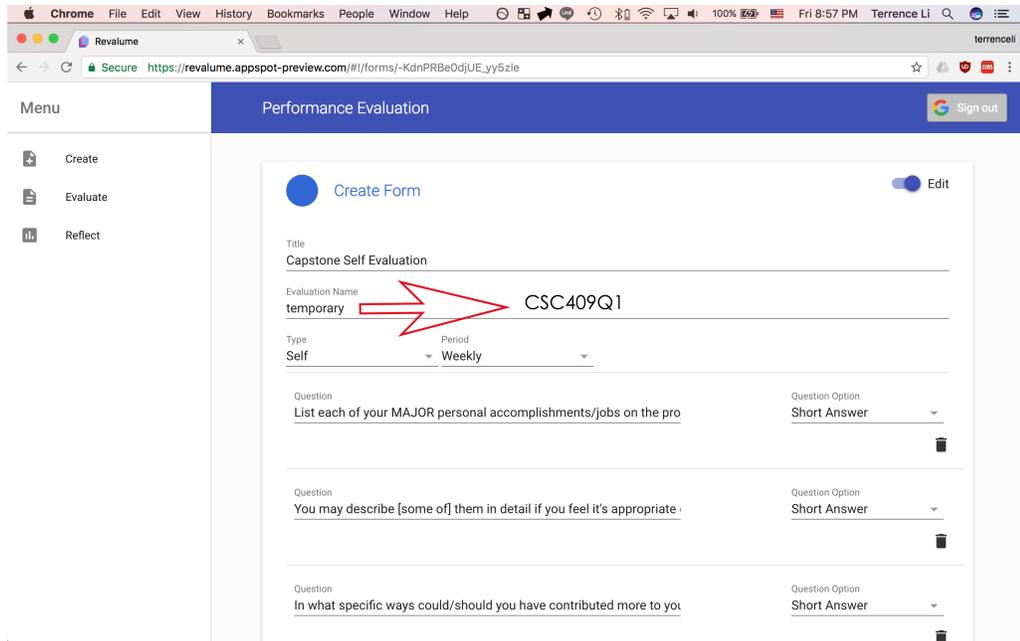 Chrome File Edit View History Bookmarks People Window Help 100% Fri 8:57 PM Terrence Li
Revalume terrenceli
Secure https://revalume.appspot-preview.com/#!/forms/-KdnPRBe0djUE_yy5zle
Menu Performance Evaluation Sign out
Create
Evaluate
Reflect
Create Form Edit
Title
Capstone Self Evaluation
Evaluation Name
temporary CSC409Q1
Type Period
Self Weekly
Question Question Option
List each of your MAJOR personal accomplishments/jobs on the pro Short Answer
Question Question Option
You may describe [some of] them in detail if you feel it's appropriate Short Answer
Question Question Option
In what specific ways could/should you have contributed more to you Short Answer